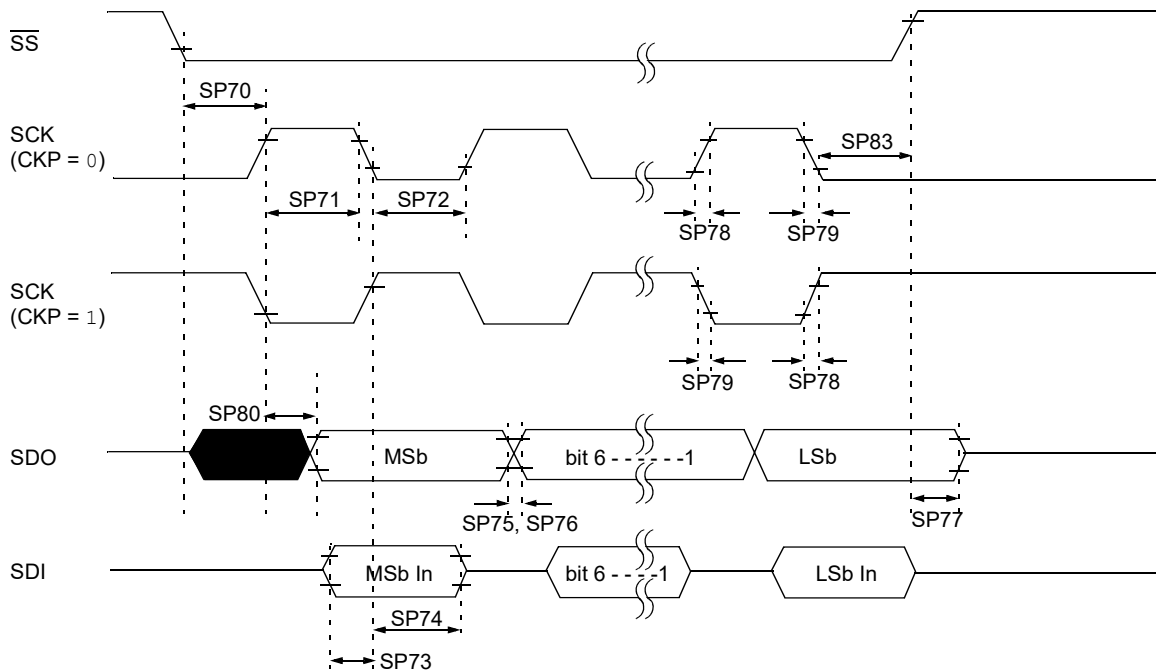 SS
SP70
SCK
(CKP = 0)
SP83
SP71
SP72
SP78
SP79
SCK
(CKP = 1)
SP79
SP78
SP80
SDO
MSb
bit 6 - - - - - -1
LSb
SP75, SP76
SP77
SDI
MSb In
bit 6 - - - - -1
LSb In
SP74
SP73